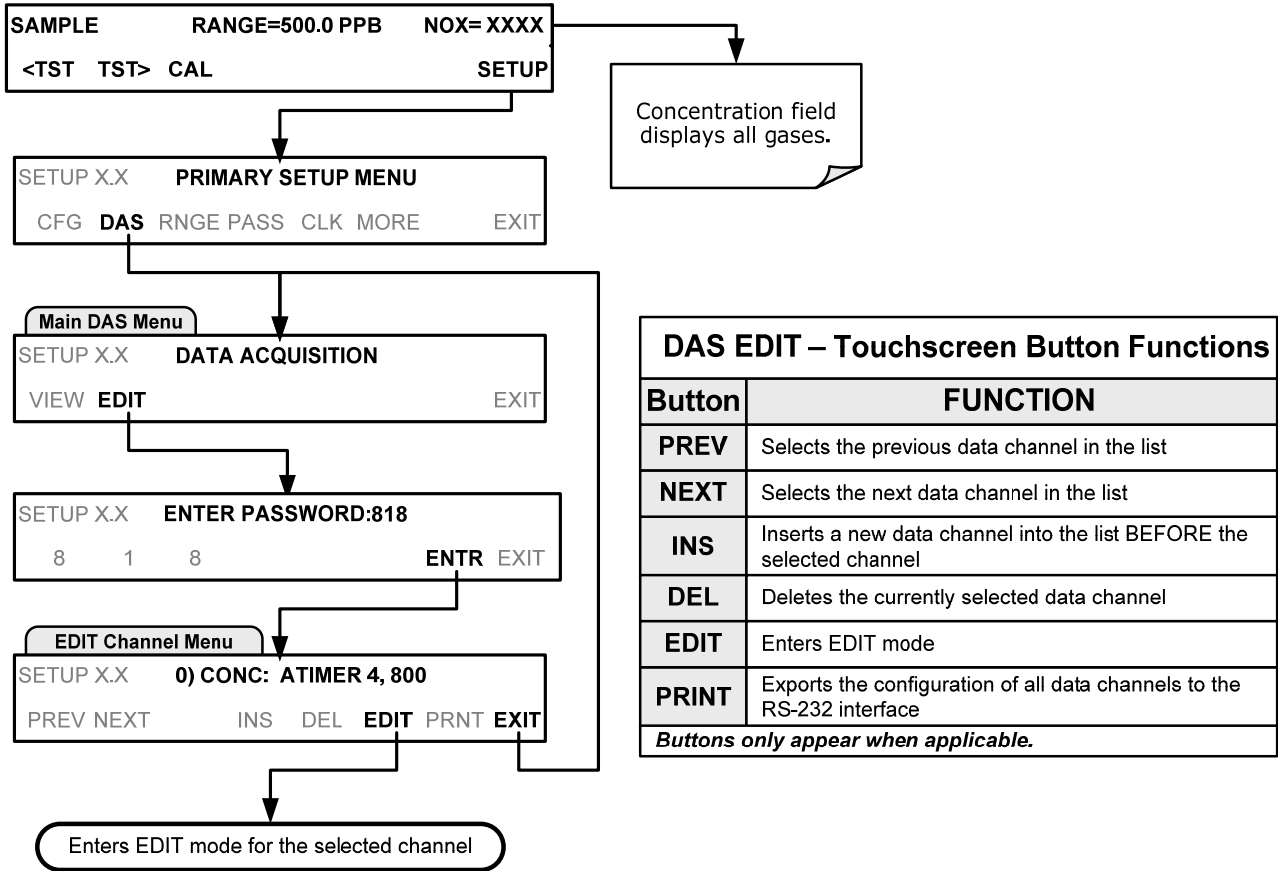 SAMPLE RANGE=500.0 PPB NOX= XXXX
<TST TST> CAL SETUP
Concentration field
displays all gases.
SETUP X.X PRIMARY SETUP MENU
CFG DAS RNGE PASS CLK MORE EXIT
Main DAS Menu
SETUP X.X DATA ACQUISITION
VIEW EDIT EXIT
SETUP X.X ENTER PASSWORD:818
8 1 8 ENTR EXIT
EDIT Channel Menu
SETUP X.X 0) CONC: ATIMER 4, 800
PREV NEXT INS DEL EDIT PRNT EXIT
Enters EDIT mode for the selected channel
DAS EDIT – Touchscreen Button Functions
Button FUNCTION
PREV Selects the previous data channel in the list
NEXT Selects the next data channel in the list
INS Inserts a new data channel into the list BEFORE the
selected channel
DEL Deletes the currently selected data channel
EDIT Enters EDIT mode
PRINT Exports the configuration of all data channels to the
RS-232 interface
Buttons only appear when applicable.